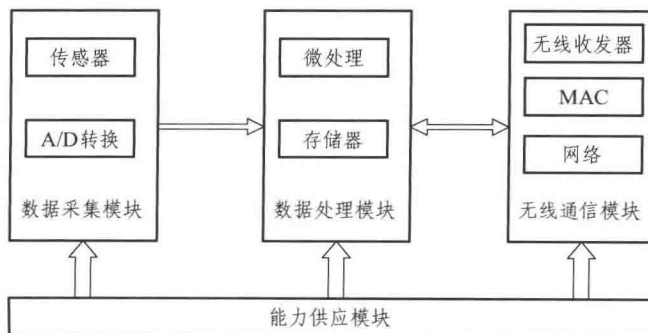 传感器
A/D转换
数据采集模块
微处理
存储器
数据处理模块
无线收发器
MAC
网络
无线通信模块
能力供应模块